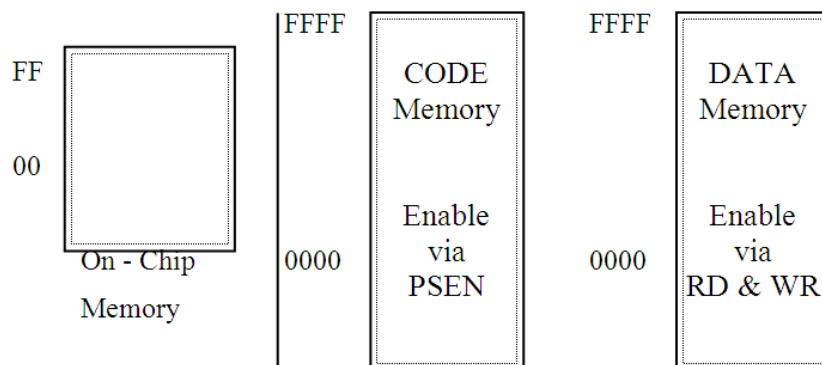 FF
00
On - Chip
Memory
FFFF
0000
CODE
Memory
Enable
via
PSEN
FFFF
0000
DATA
Memory
Enable
via
RD & WR